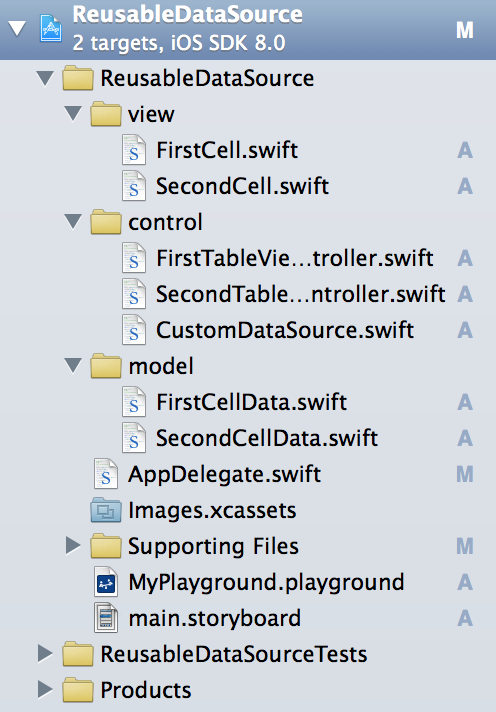 ReusableDataSource
2 targets, iOS SDK 8.0 M
ReusableDataSource
view
FirstCell.swift A
SecondCell.swift A
control
FirstTableVie...troller.swift A
SecondTable...ntroller.swift A
CustomDataSource.swift A
model
FirstCellData.swift A
SecondCellData.swift A
AppDelegate.swift M
Images.xcassets
Supporting Files M
MyPlayground.playground A
main.storyboard A
ReusableDataSourceTests
Products